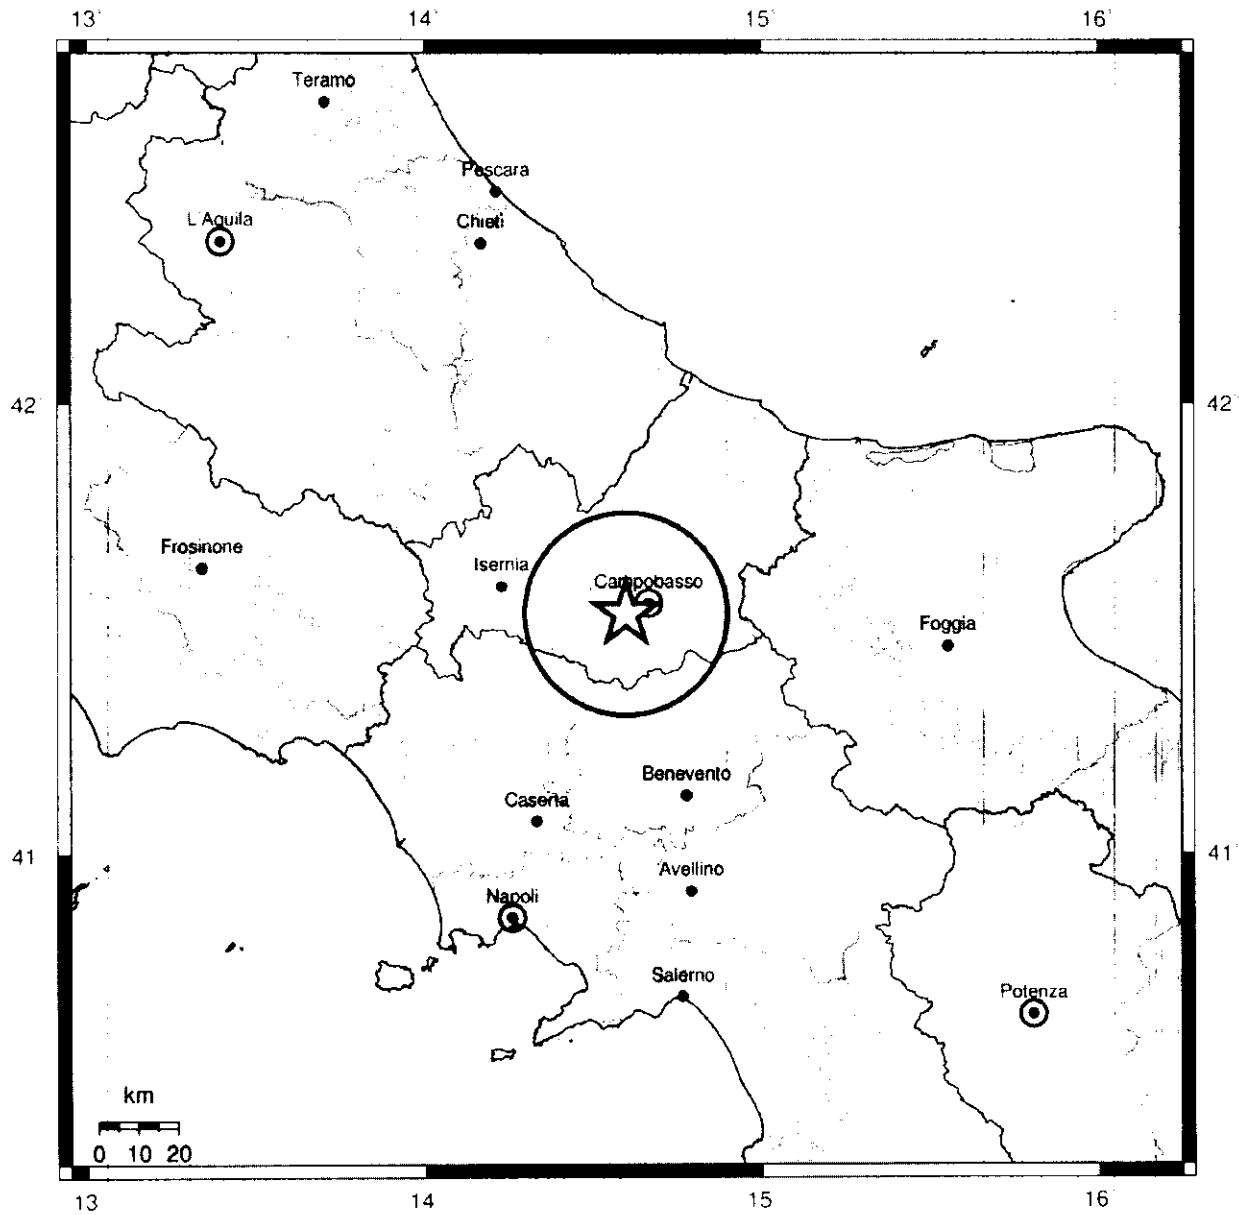 13° 14° 15° 16°
Teramo
Pescara
L'Aquila
Chieti
42° 42°
Frosinone
Isernia
Campobasso
Foggia
Benevento
Caserta
41° 41°
Avellino
Napoli
Salerno
Potenza
km
0 10 20
13 14 15 16°